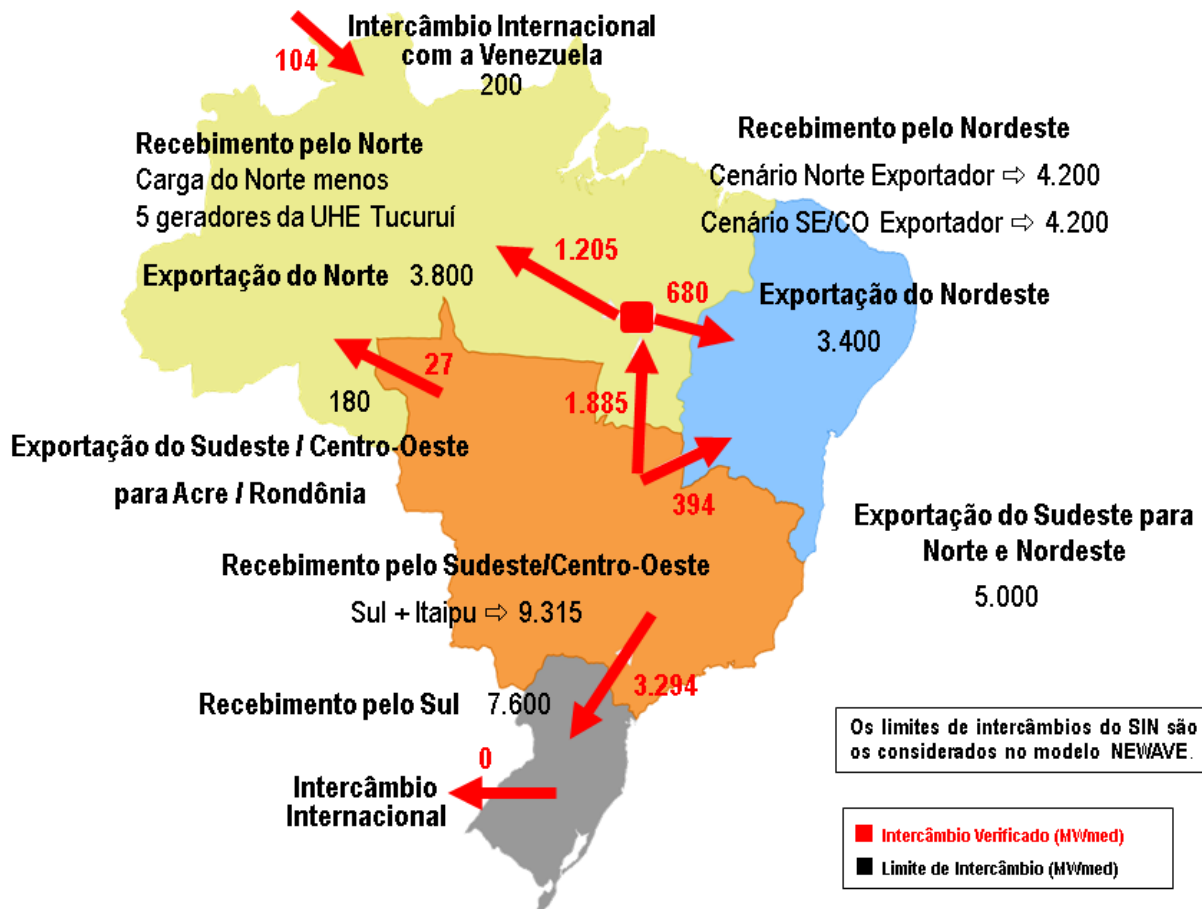 Intercâmbio Internacional
com a Venezuela
200
104
Recebimento pelo Norte
Carga do Norte menos
5 geradores da UHE Tucuruí
Recebimento pelo Nordeste
Cenário Norte Exportador ⇨ 4.200
Cenário SE/CO Exportador ⇨ 4.200
1.205
Exportação do Norte 3.800
680
Exportação do Nordeste
3.400
27
180
1.885
Exportação do Sudeste / Centro-Oeste
para Acre / Rondônia
394
Exportação do Sudeste para
Norte e Nordeste
5.000
Recebimento pelo Sudeste/Centro-Oeste
Sul + Itaipu ⇨ 9.315
3.294
Recebimento pelo Sul 7.600
0
Intercâmbio
Internacional
Os limites de intercâmbios do SIN são
os considerados no modelo NEWAVE.
Intercâmbio Verificado (MWmed)
Limite de Intercâmbio (MWmed)